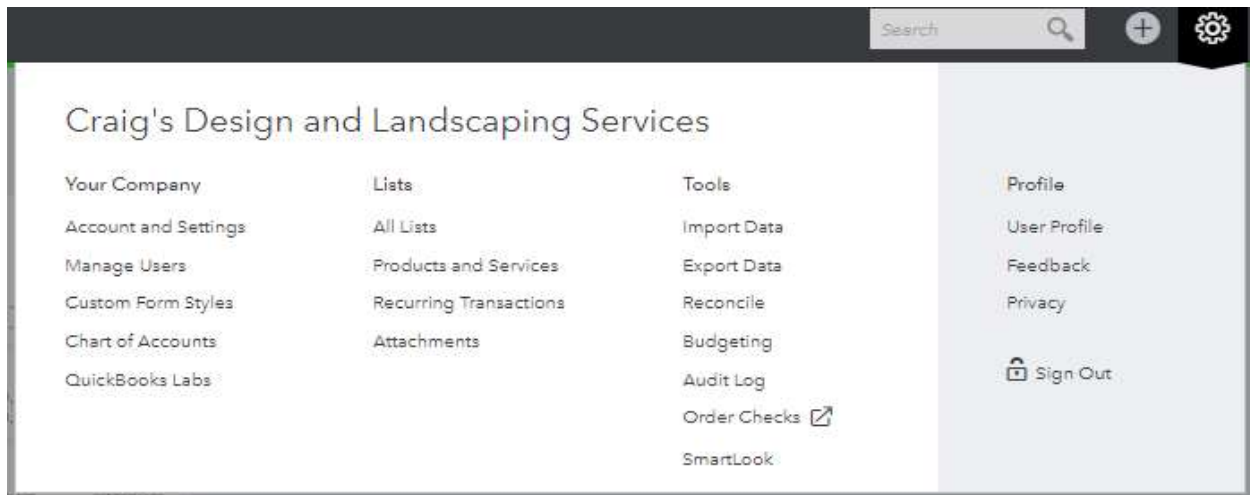 Search
Craig's Design and Landscaping Services
Your Company
Account and Settings
Manage Users
Custom Form Styles
Chart of Accounts
QuickBooks Labs
Lists
All Lists
Products and Services
Recurring Transactions
Attachments
Tools
Import Data
Export Data
Reconcile
Budgeting
Audit Log
Order Checks
SmartLook
Profile
User Profile
Feedback
Privacy
Sign Out